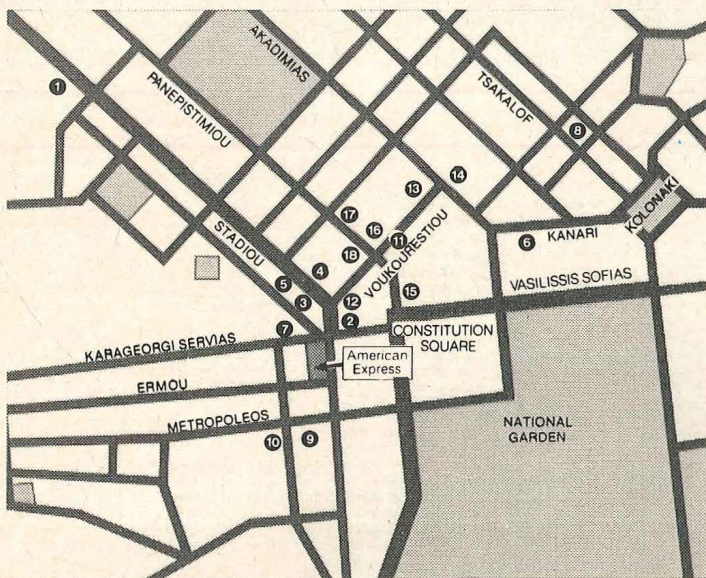 AKADIMIAS
PANEPISTIMIOU
TSAKALOF
1
8
13
14
17
16
11
KOLONAKI
STADIOU
4
18
VOUKOURESTIOU
6
KANARI
5
3
12
15
VASILISSIS SOFIAS
7
2
CONSTITUTION
SQUARE
KARAGEORGI SERVIAS
American
Express
ERMOU
METROPOLEOS
10
9
NATIONAL
GARDEN